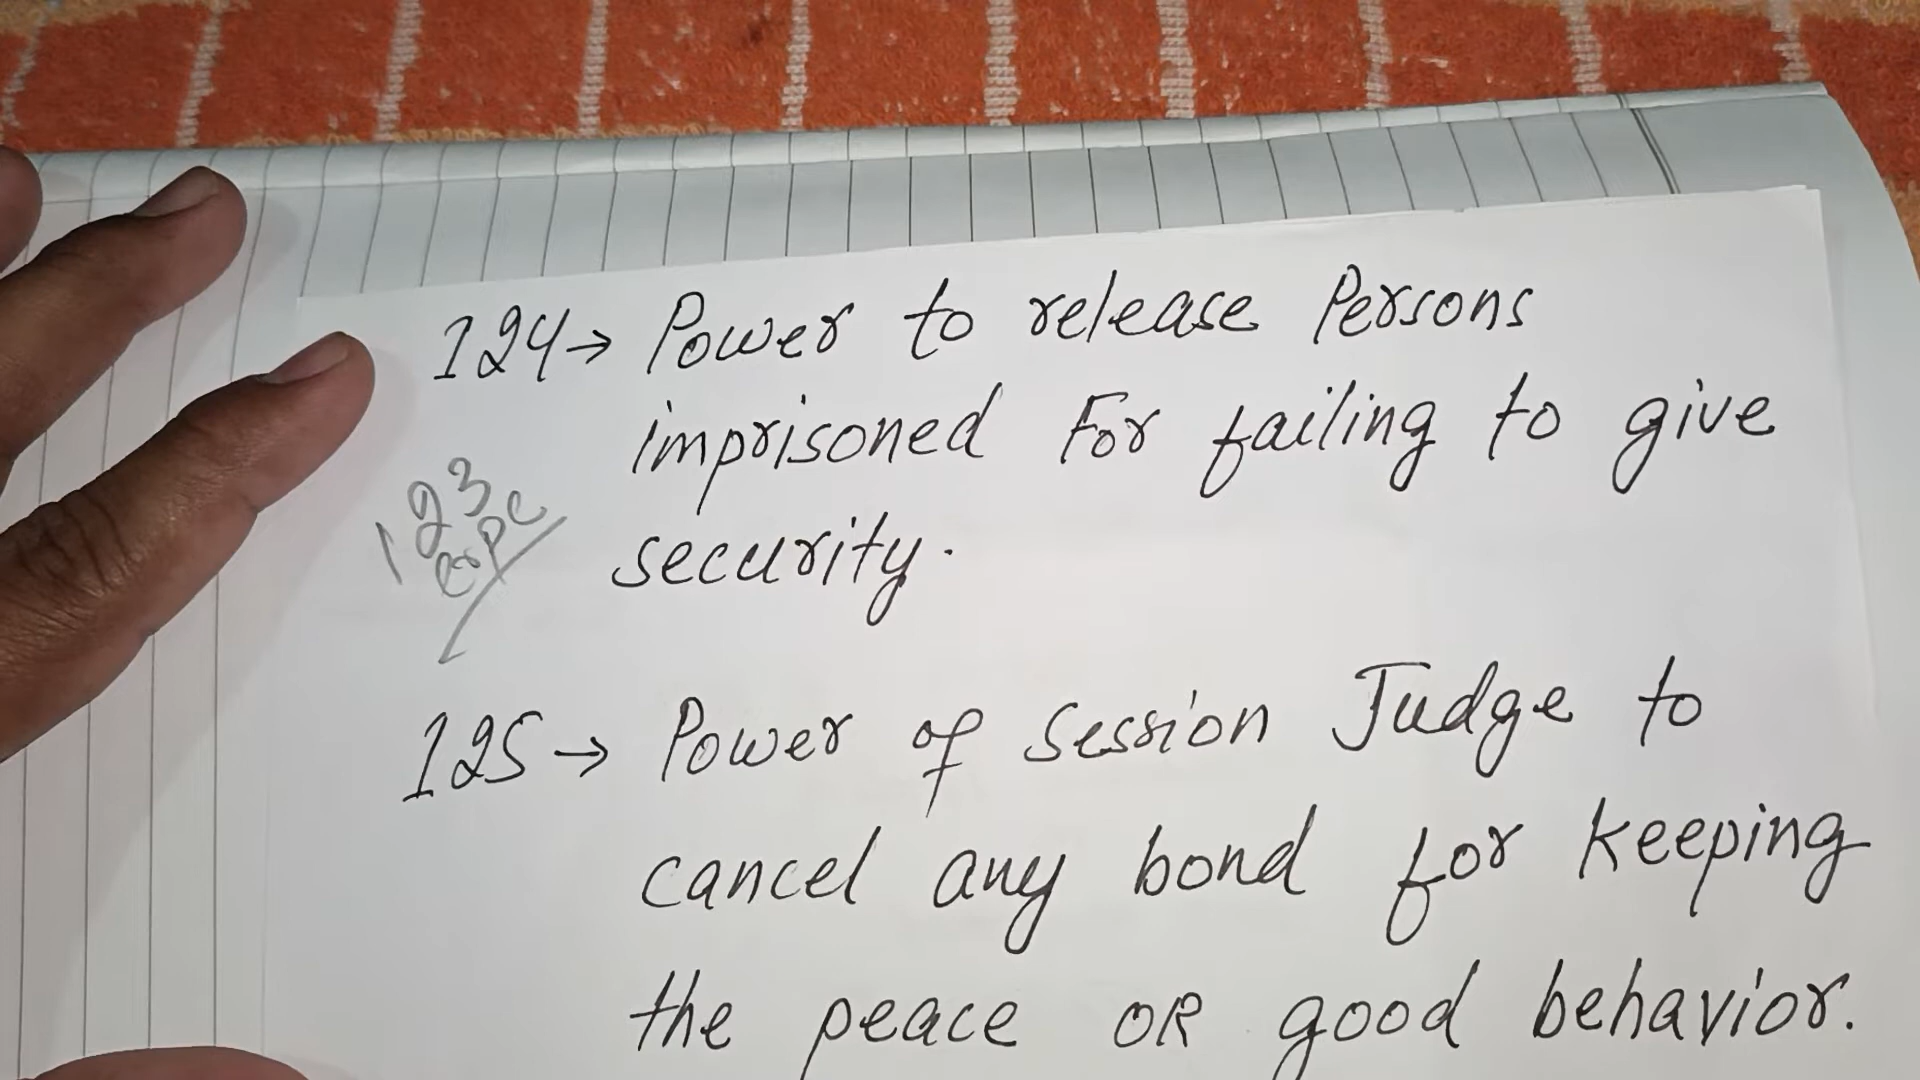 124→ Power to release Persons
imprisoned For failing to give
security.
123
crpc
125→ Power of session Judge to
cancel any bond for keeping
the peace OR good behavior.